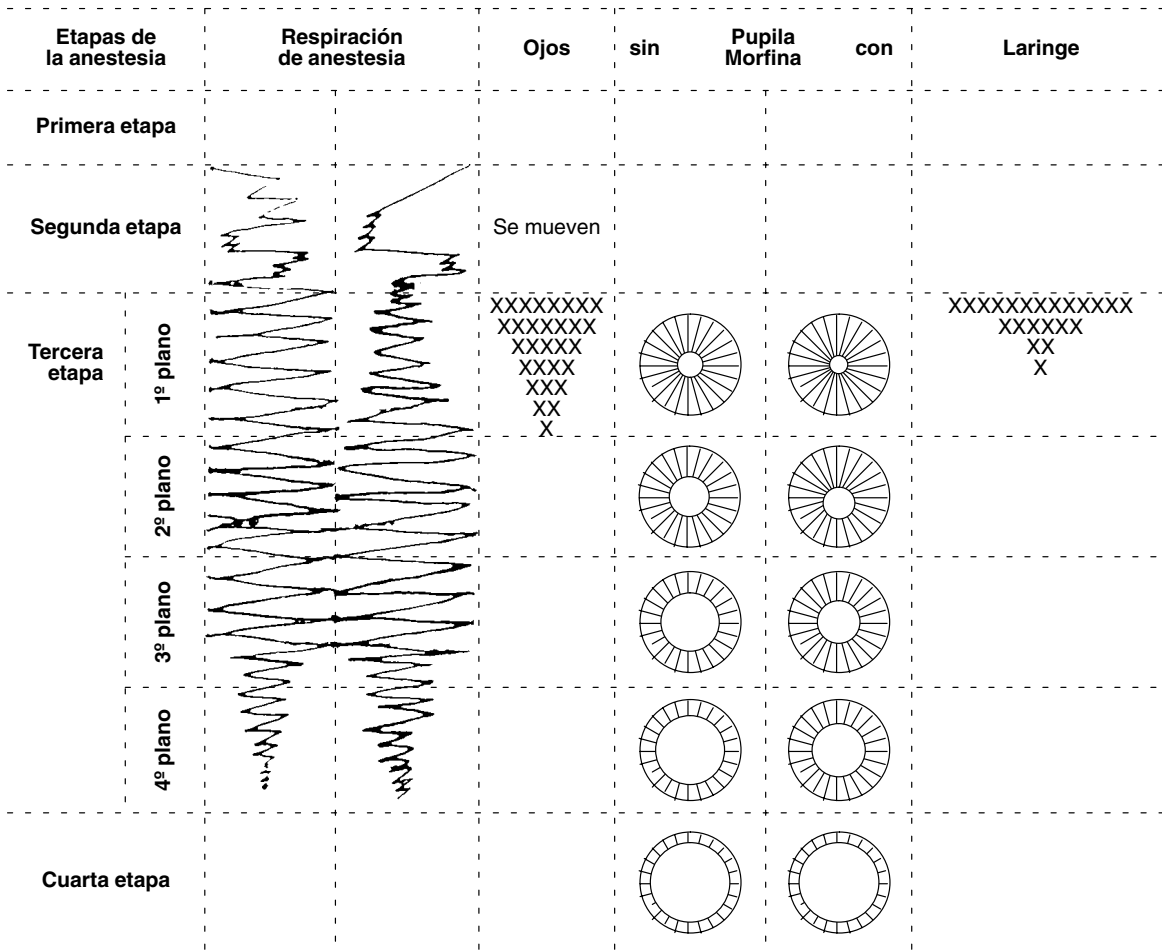 Etapas de
la anestesia
Respiración
de anestesia
Ojos
sin
Pupila
Morfina
con
Laringe
Primera etapa
Segunda etapa
Se mueven
Tercera
etapa
1º plano
XXXXXXXX
XXXXXXX
XXXXX
XXXX
XXX
XX
X
XXXXXXXXXXXXX
XXXXXX
XX
X
2º plano
3º plano
4º plano
Cuarta etapa